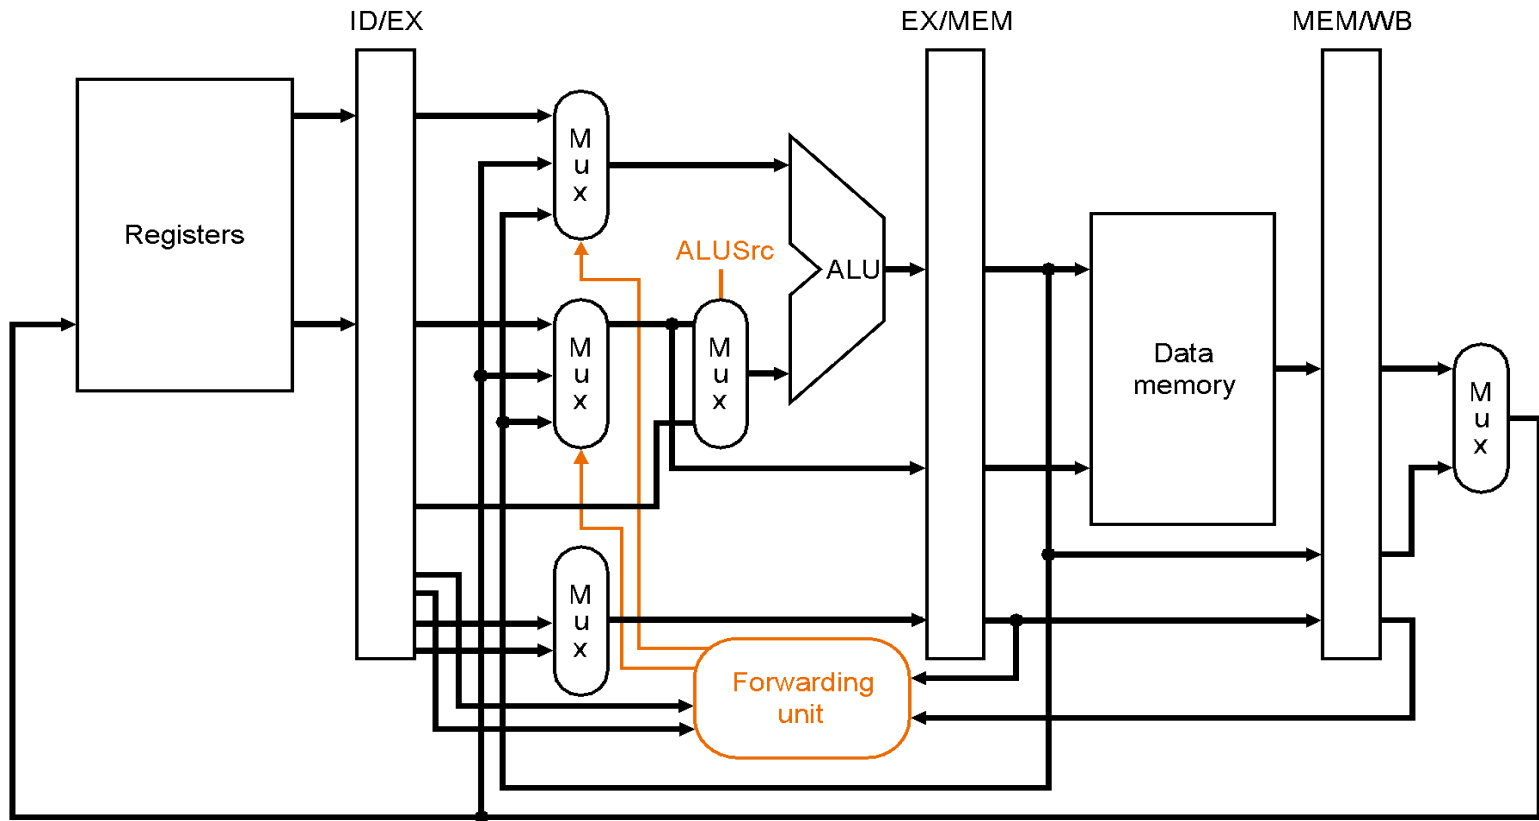 ID/EX
EX/MEM
MEM/WB
Registers
M
u
x
ALUSrc
ALU
M
u
x
M
u
x
Data
memory
M
u
x
M
u
x
Forwarding
unit